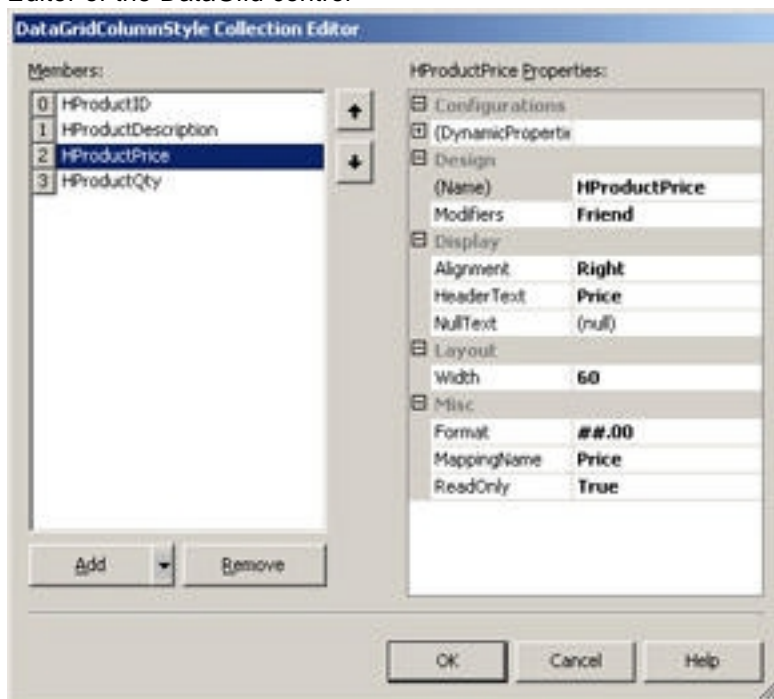 Editor of the DataGrid control
DataGridColumnStyle Collection Editor
Members:
0 HProductID
1 HProductDescription
2 HProductPrice
3 HProductQty
Add
Remove
HProductPrice Properties:
Configurations
(DynamicPropertie
Design
(Name) HProductPrice
Modifiers Friend
Display
Alignment Right
HeaderText Price
NullText (null)
Layout
Width 60
Misc
Format ##.00
MappingName Price
ReadOnly True
OK
Cancel
Help